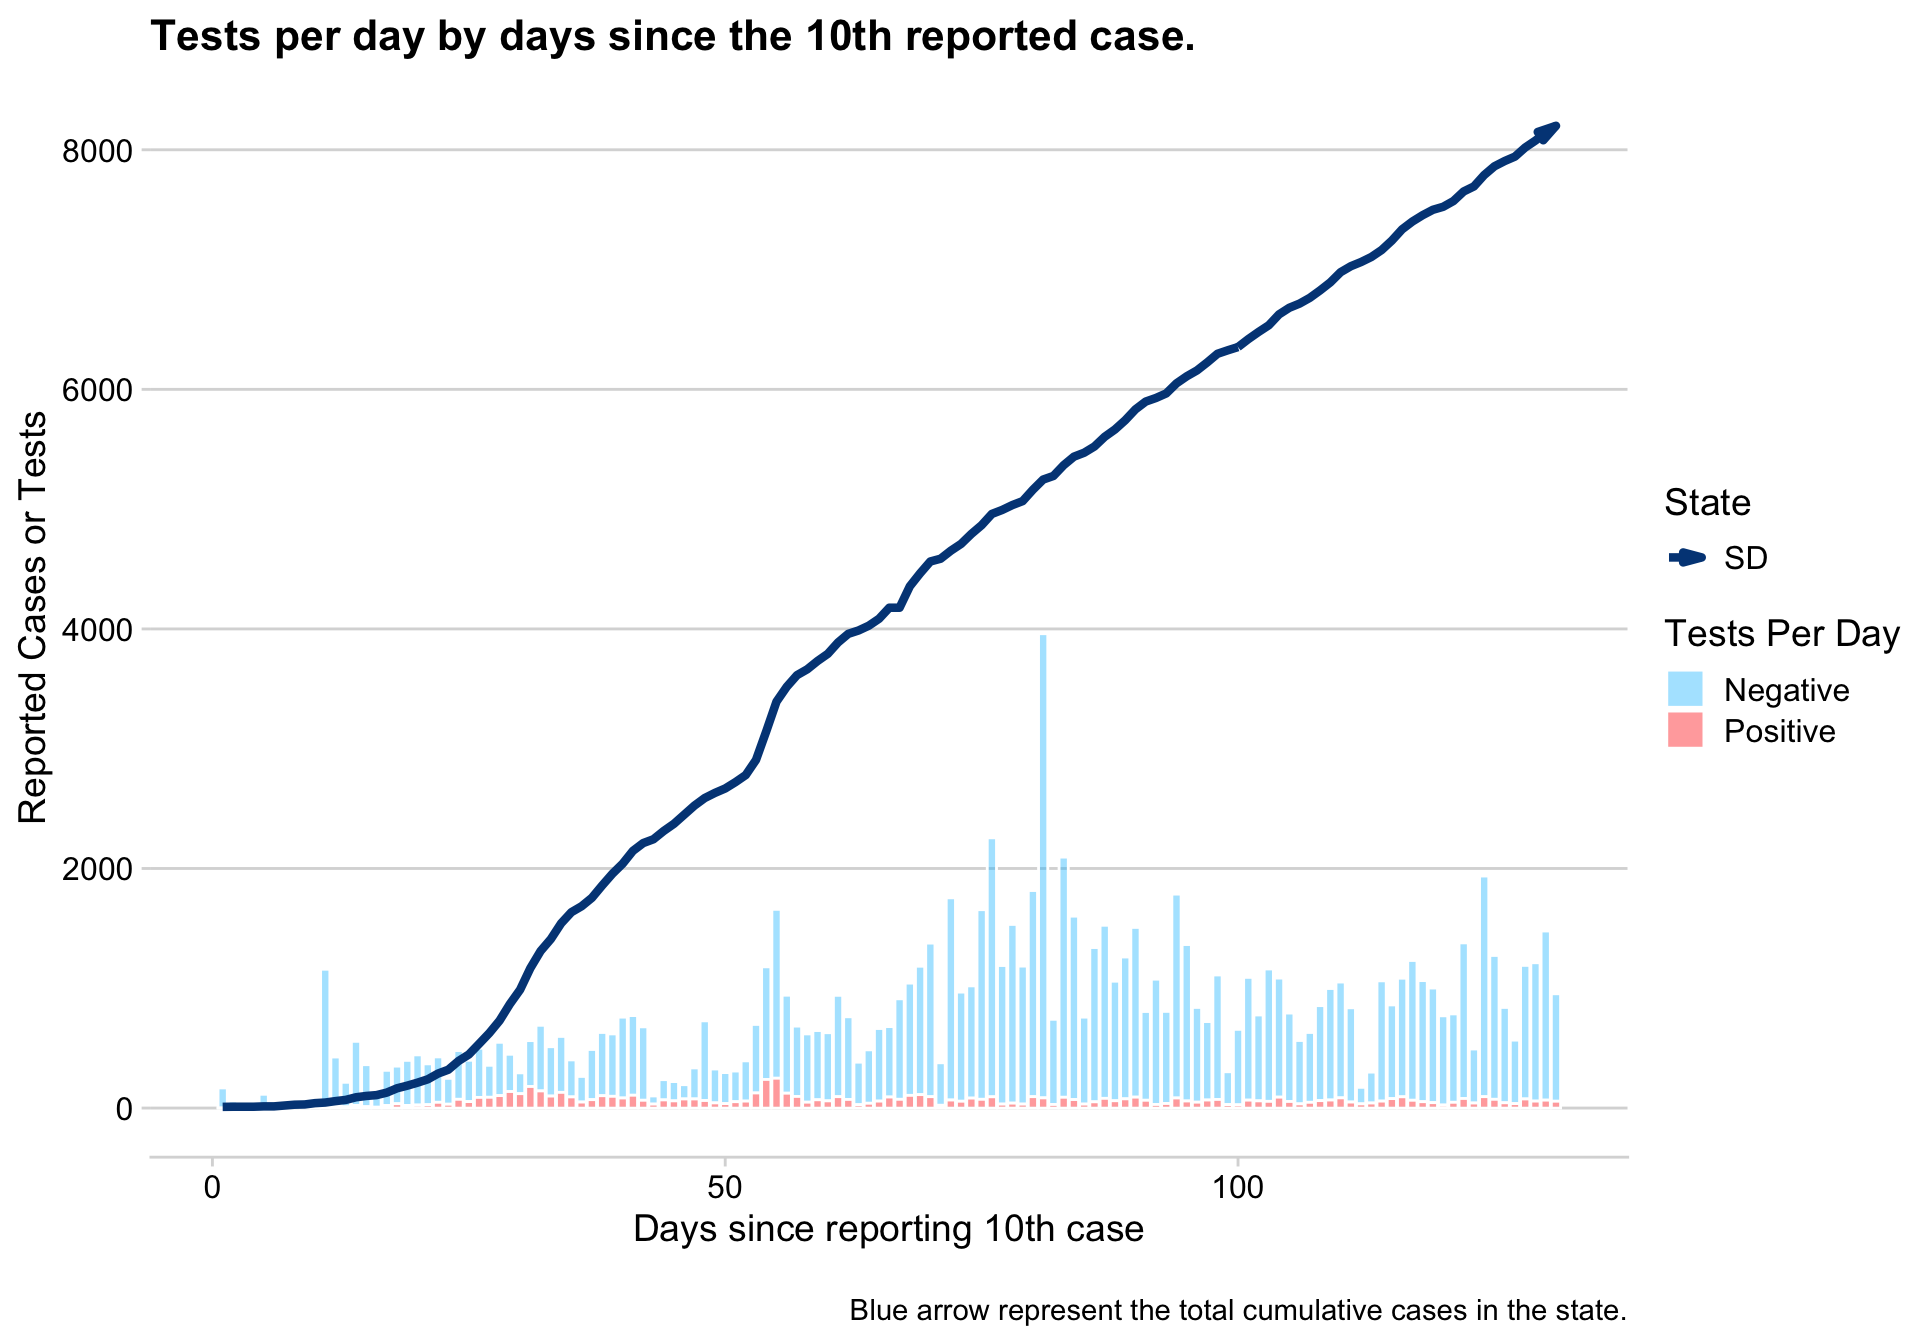 Tests per day by days since the 10th reported case.
Reported Cases or Tests
8000
6000
4000
2000
0
0
50
100
Days since reporting 10th case
State
SD
Tests Per Day
Negative
Positive
Blue arrow represent the total cumulative cases in the state.